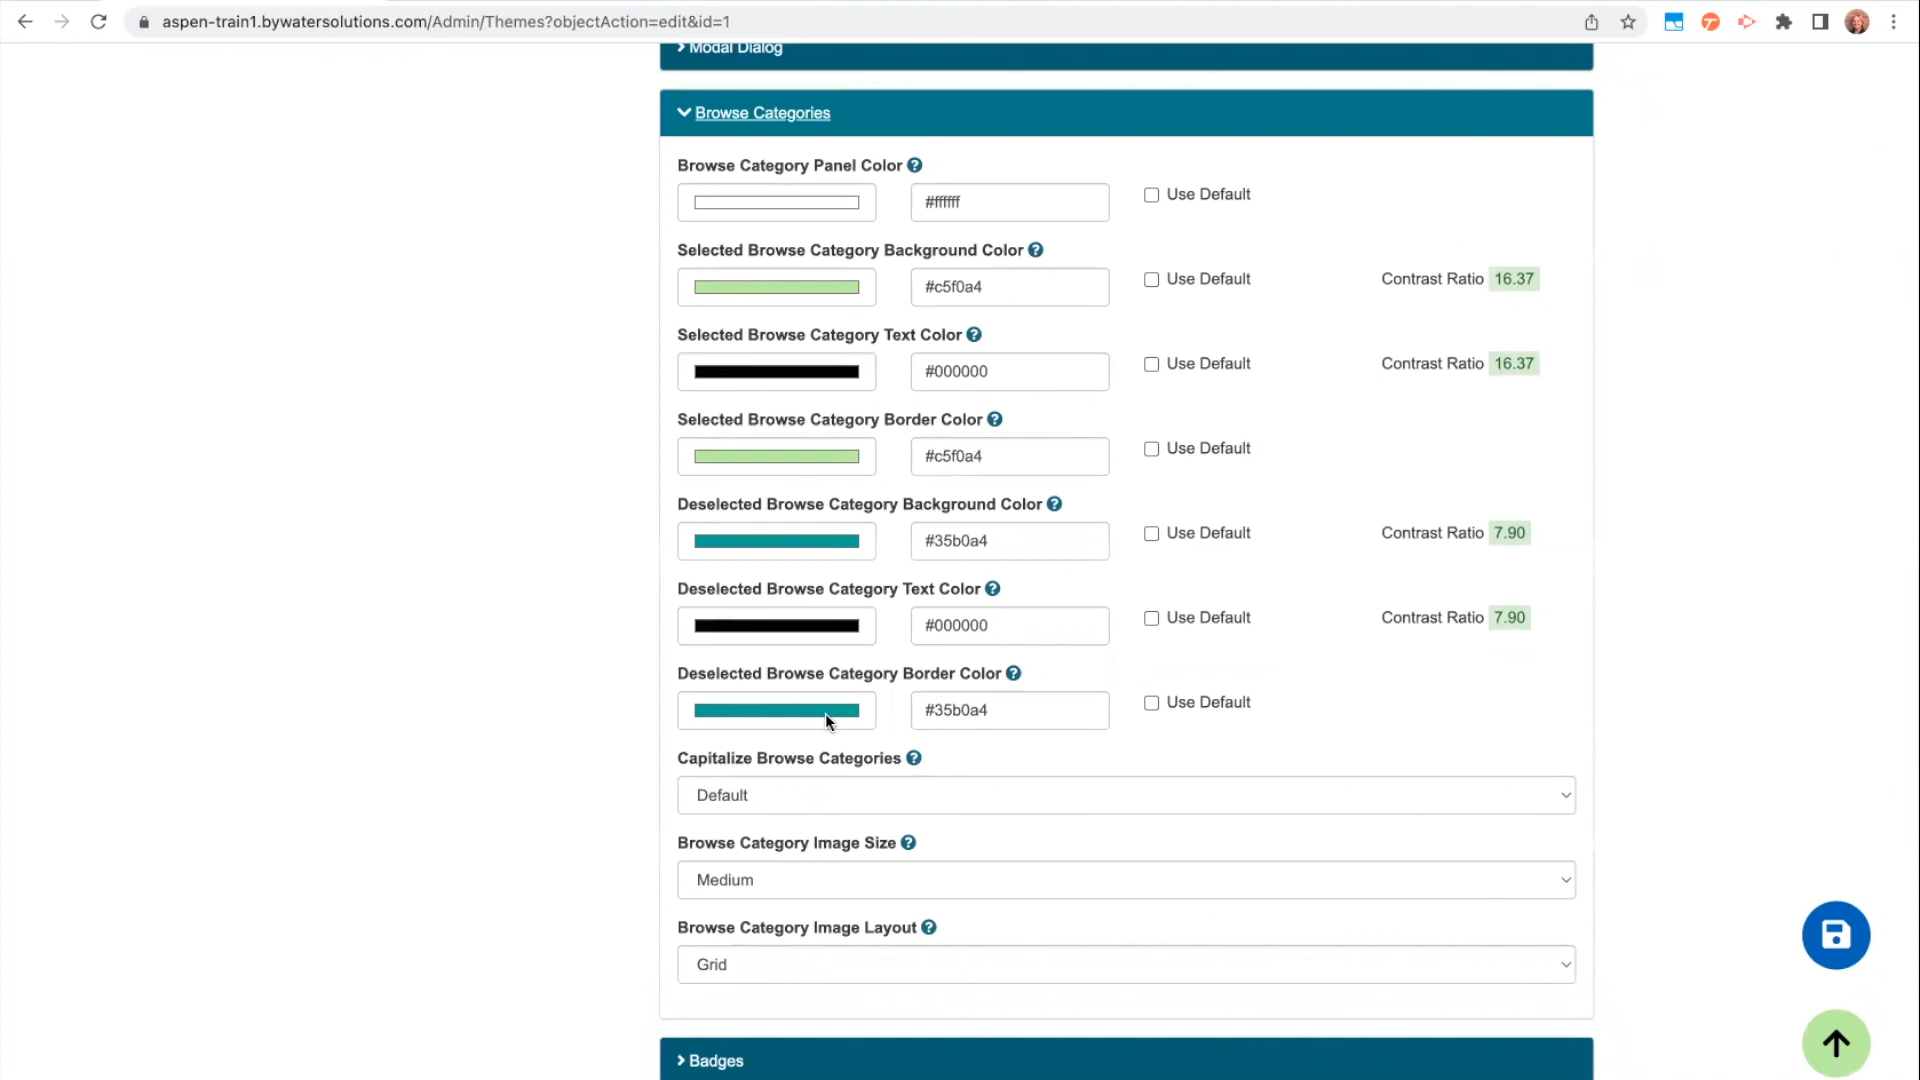 aspen-train1.bywatersolutions.com/Admin/Themes?objectAction=edit&id=1
Modal Dialog
Browse Categories
Browse Category Panel Color ?
#ffffff
Use Default
Selected Browse Category Background Color ?
#c5f0a4
Use Default
Contrast Ratio 16.37
Selected Browse Category Text Color ?
#000000
Use Default
Contrast Ratio 16.37
Selected Browse Category Border Color ?
#c5f0a4
Use Default
Deselected Browse Category Background Color ?
#35b0a4
Use Default
Contrast Ratio 7.90
Deselected Browse Category Text Color ?
#000000
Use Default
Contrast Ratio 7.90
Deselected Browse Category Border Color ?
#35b0a4
Use Default
Capitalize Browse Categories ?
Default
Browse Category Image Size ?
Medium
Browse Category Image Layout ?
Grid
Badges